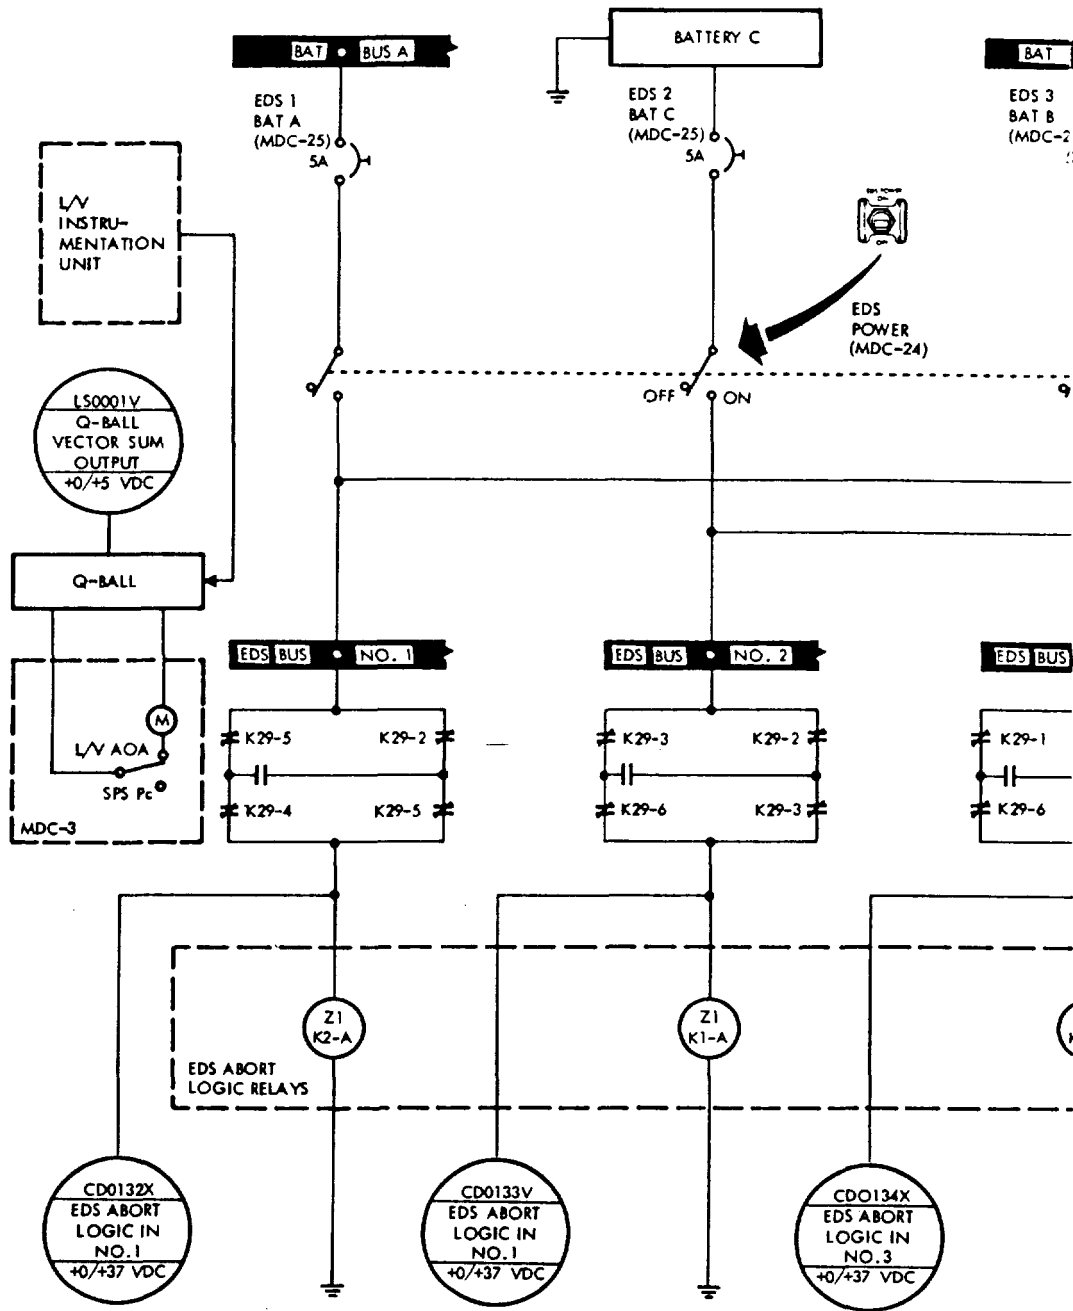 BAT BUS A
BATTERY C
BAT
EDS 1
BAT A
(MDC-25)
5A
EDS 2
BAT C
(MDC-25)
5A
EDS 3
BAT B
(MDC-2
L/V
INSTRU-
MENTATION
UNIT
ON
EDS
POWER
(MDC-24)
OFF
ON
LS0001V
Q-BALL
VECTOR SUM
OUTPUT
+0/+5 VDC
Q-BALL
EDS BUS NO. 1
EDS BUS NO. 2
EDS BUS
M
L/V AOA
SPS Pc
MDC-3
K29-5
K29-2
K29-4
K29-5
K29-3
K29-2
K29-6
K29-3
K29-1
K29-6
Z1
K2-A
Z1
K1-A
EDS ABORT
LOGIC RELAYS
CD0132X
EDS ABORT
LOGIC IN
NO.1
+0/+37 VDC
CD0133V
EDS ABORT
LOGIC IN
NO.1
+0/+37 VDC
CDO134X
EDS ABORT
LOGIC IN
NO.3
+0/+37 VDC